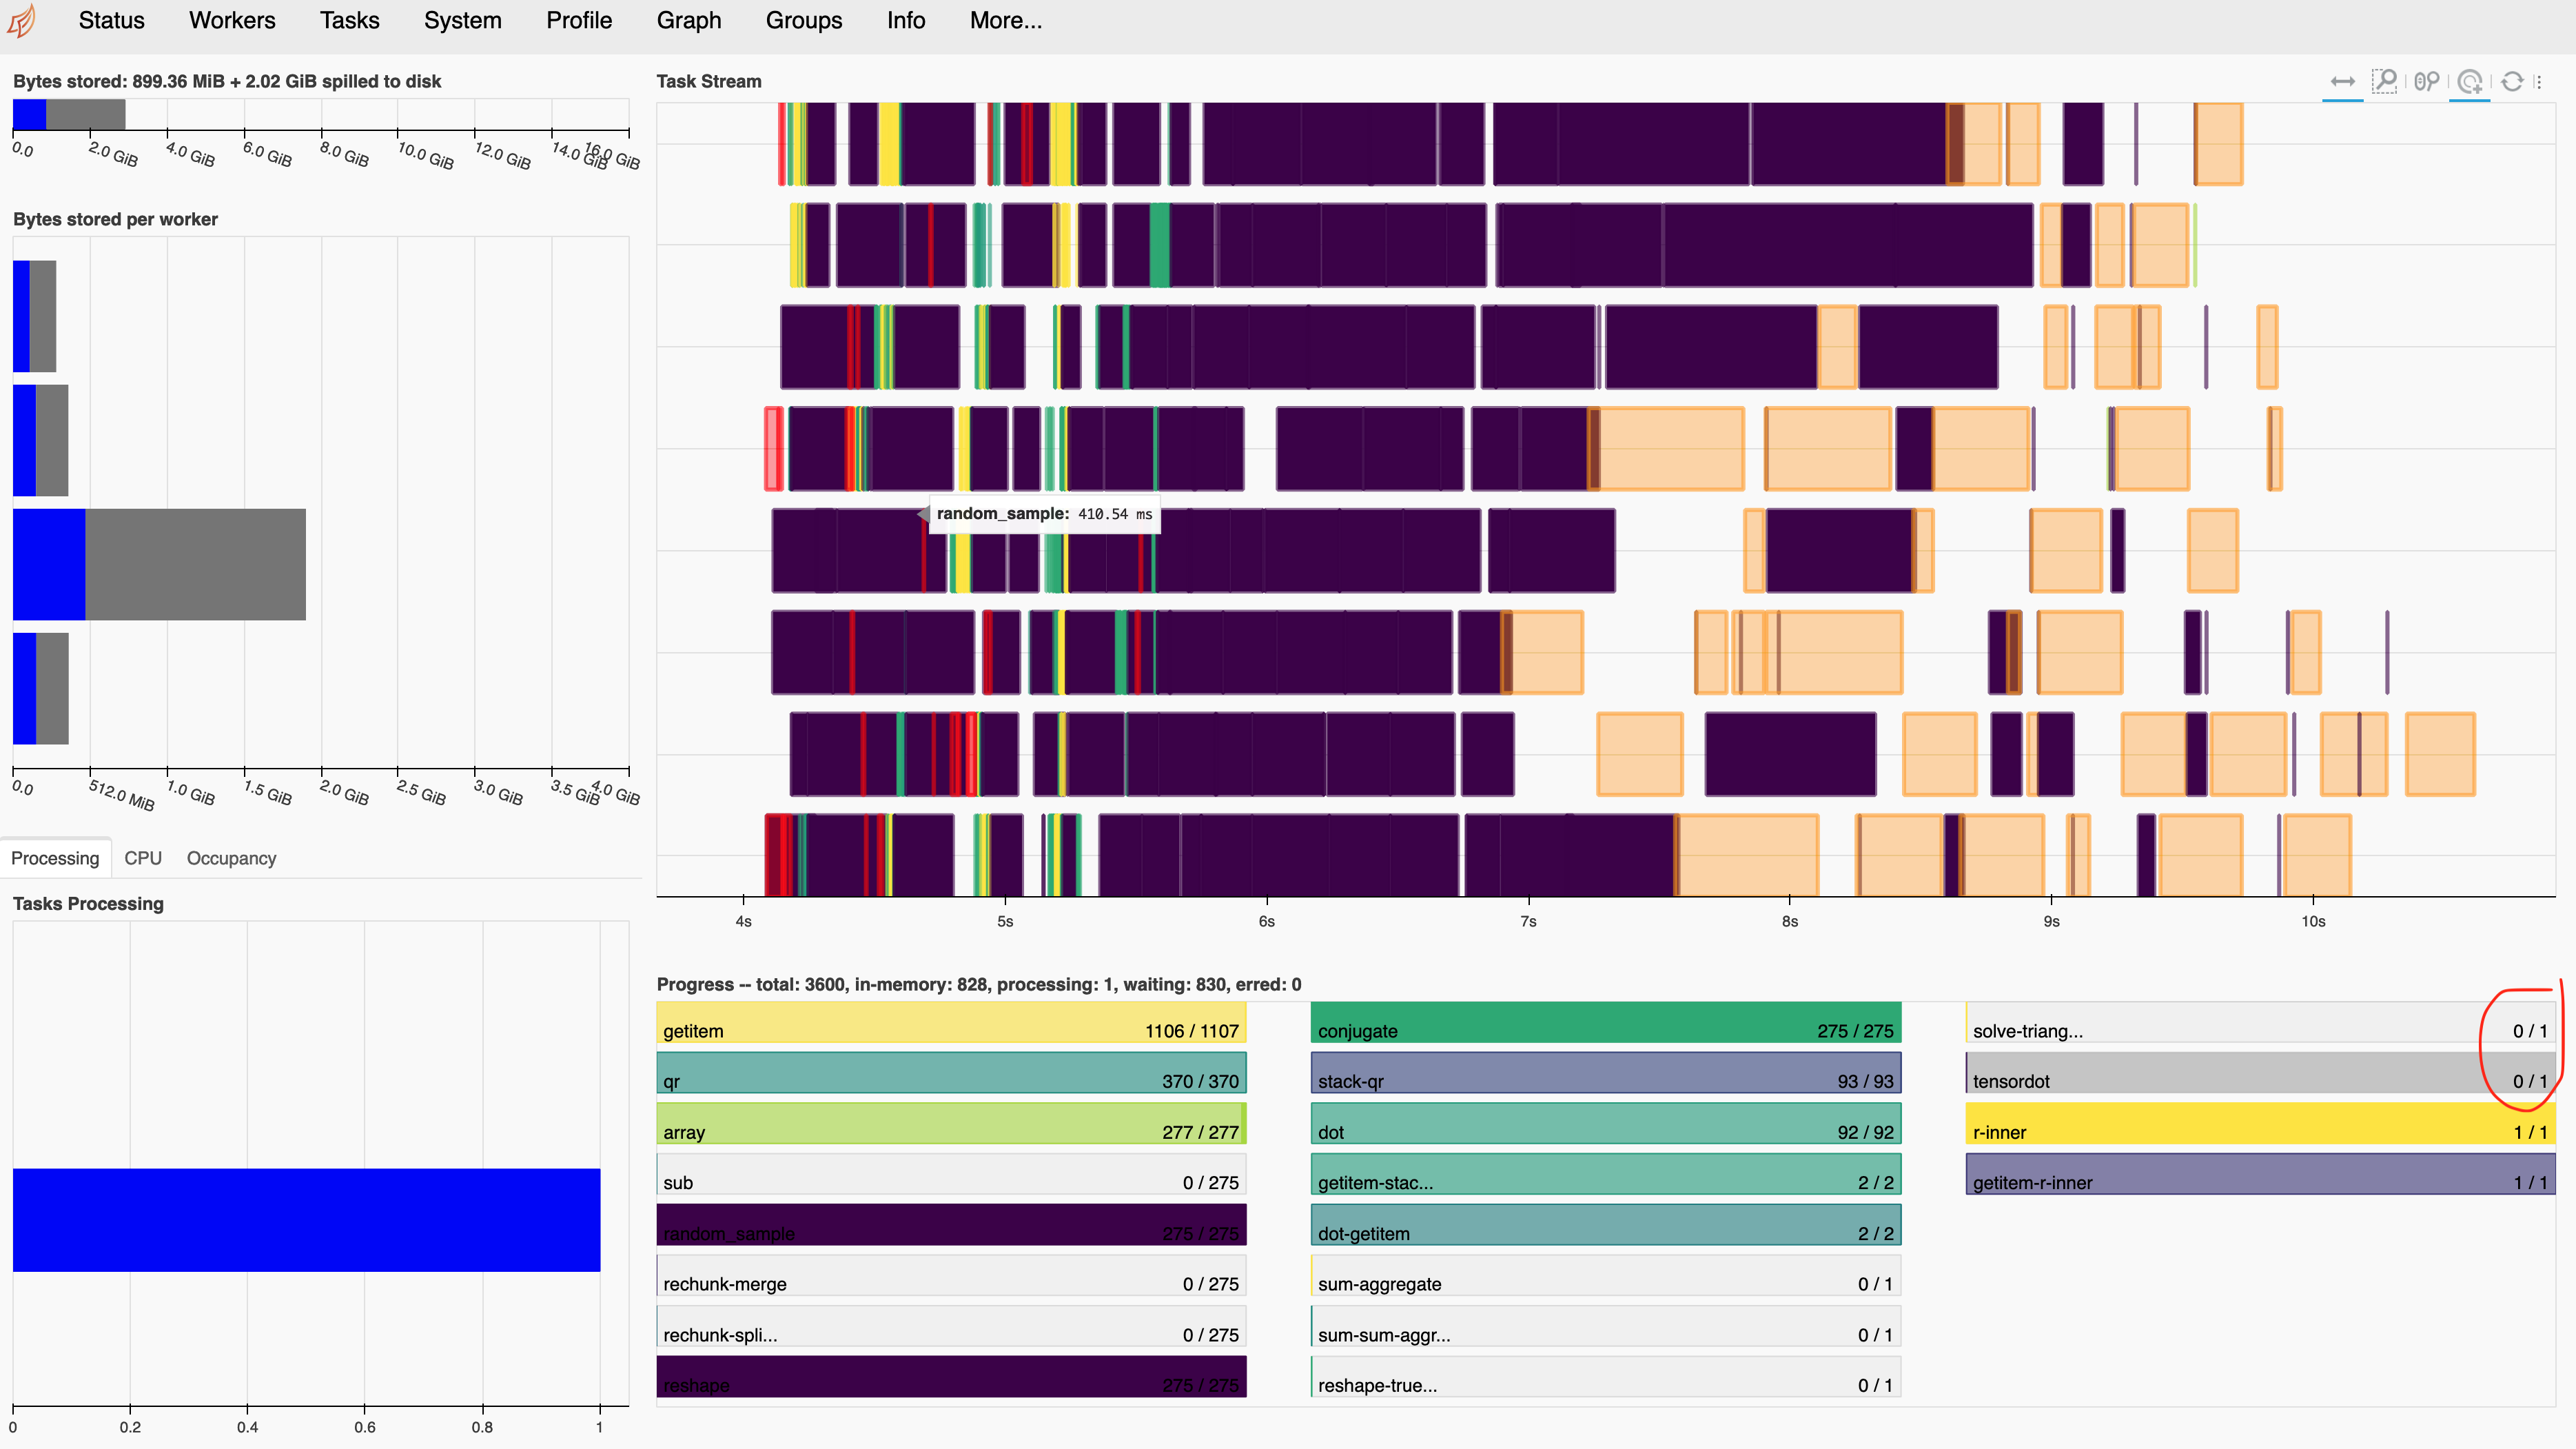 Status Workers Tasks System Profile Graph Groups Info More...
Bytes stored: 899.36 MiB + 2.02 GiB spilled to disk
0.0 2.0 GiB 4.0 GiB 6.0 GiB 8.0 GiB 10.0 GiB 12.0 GiB 14.0 GiB 16.0 GiB
Bytes stored per worker
0.0 512.0 MiB 1.0 GiB 1.5 GiB 2.0 GiB 2.5 GiB 3.0 GiB 3.5 GiB 4.0 GiB
Processing CPU Occupancy
Tasks Processing
0 0.2 0.4 0.6 0.8 1
Task Stream
random_sample: 410.54 ms
4s 5s 6s 7s 8s 9s 10s
Progress -- total: 3600, in-memory: 828, processing: 1, waiting: 830, erred: 0
getitem 1106 / 1107
qr 370 / 370
array 277 / 277
sub 0 / 275
random_sample 275 / 275
rechunk-merge 0 / 275
rechunk-spli... 0 / 275
reshape 275 / 275
conjugate 275 / 275
stack-qr 93 / 93
dot 92 / 92
getitem-stac... 2 / 2
dot-getitem 2 / 2
sum-aggregate 0 / 1
sum-sum-aggr... 0 / 1
reshape-true... 0 / 1
solve-triang... 0 / 1
tensordot 0 / 1
r-inner 1 / 1
getitem-r-inner 1 / 1